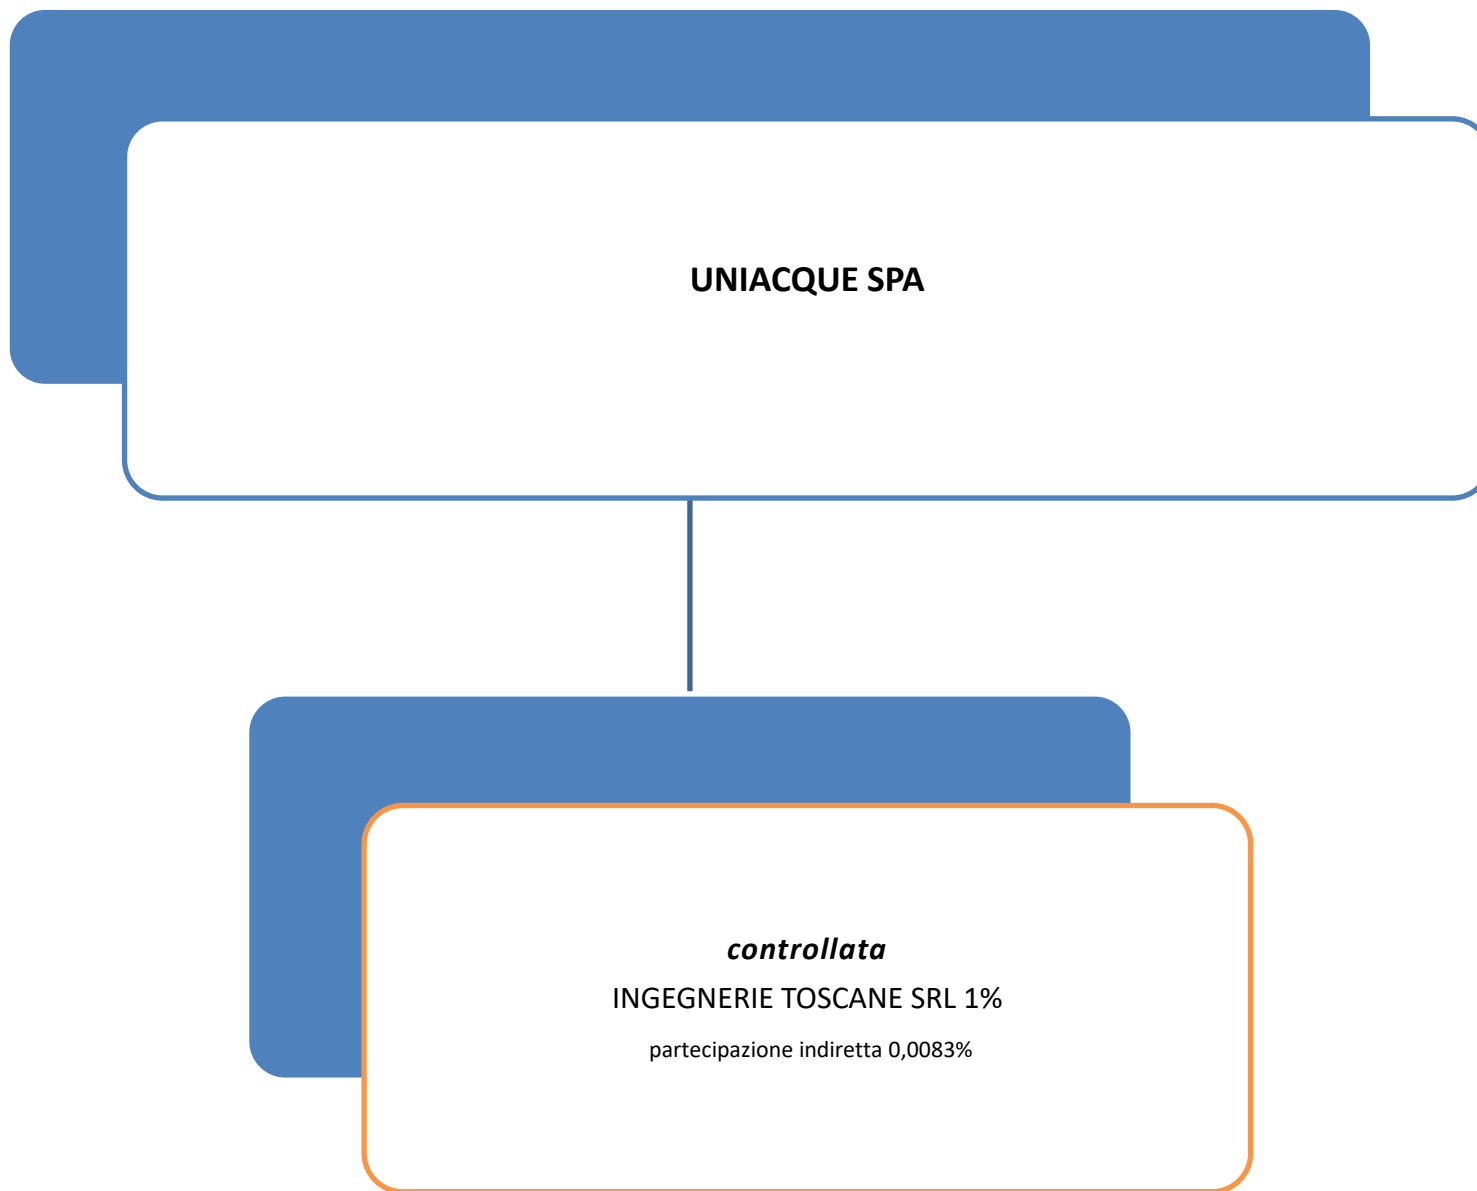 UNIACQUE SPA
controllata
INGEGNERIE TOSCANE SRL 1%
partecipazione indiretta 0,0083%